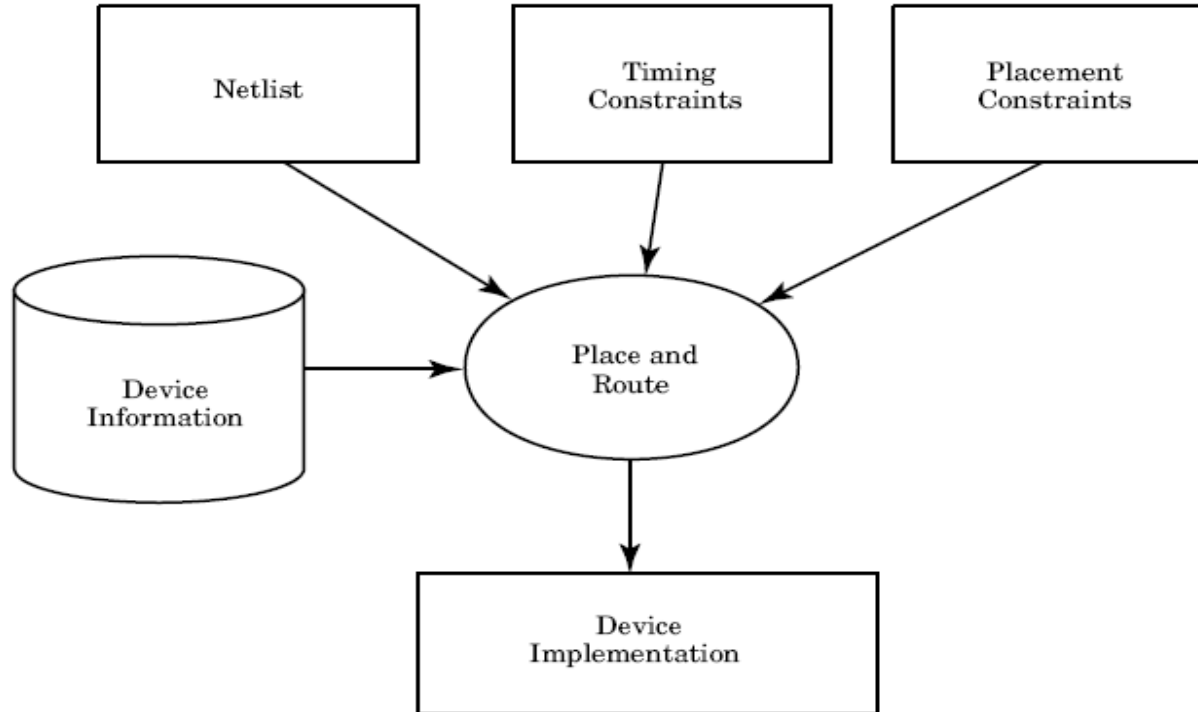 Netlist
Timing
Constraints
Placement
Constraints
Device
Information
Place and
Route
Device
Implementation